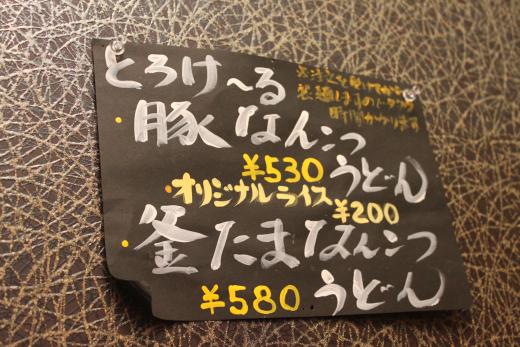 とろけ～る
豚なんこつ
¥530 うどん
オリジナルライス
¥200
釜たまなんこつ
¥580 うどん